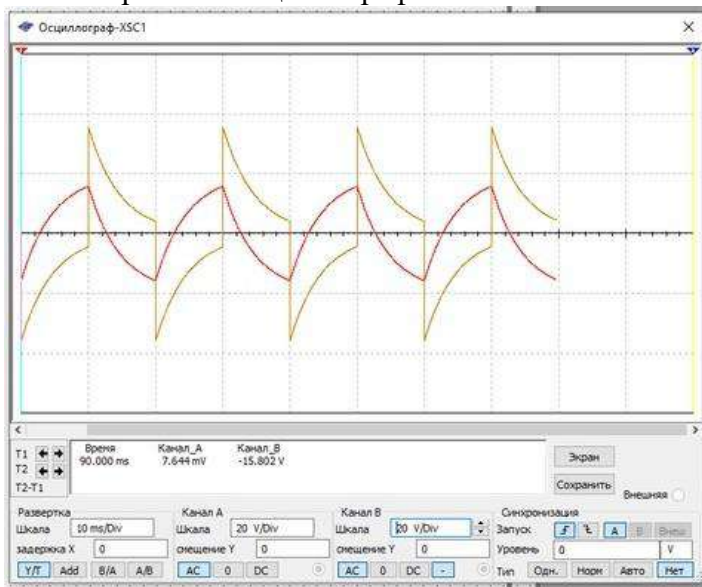 Осциллограф-XSC1
T1
T2
T2-T1
Время Канал_A Канал_B
90.000 ms 7.644 mV -15.802 V
Экран
Сохранить
Внешняя
Развертка Канал A Канал B Синхронизация
Шкала 10 ms/Div Шкала 20 V/Div Шкала 20 V/Div Запуск A B Внеш
задержка X 0 смещение Y 0 смещение Y 0 Уровень 0 V
Y/T Add B/A A/B AC 0 DC AC 0 DC - Тип Одн. Норм Авто Нет